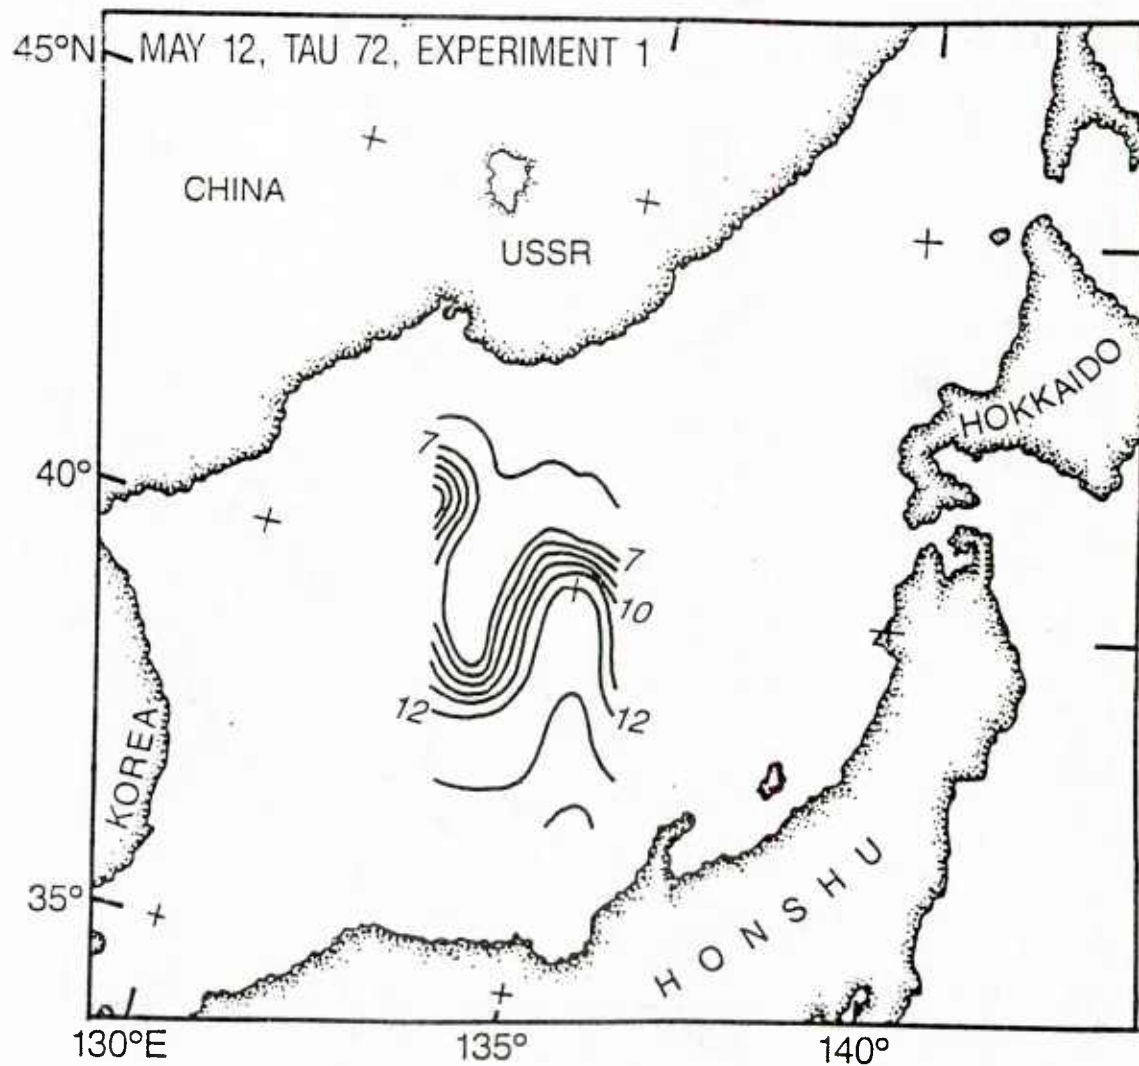 45°N
MAY 12, TAU 72, EXPERIMENT 1
CHINA
USSR
HOKKAIDO
7
40°
7
10
12
12
KOREA
35°
HONSHU
130°E
135°
140°